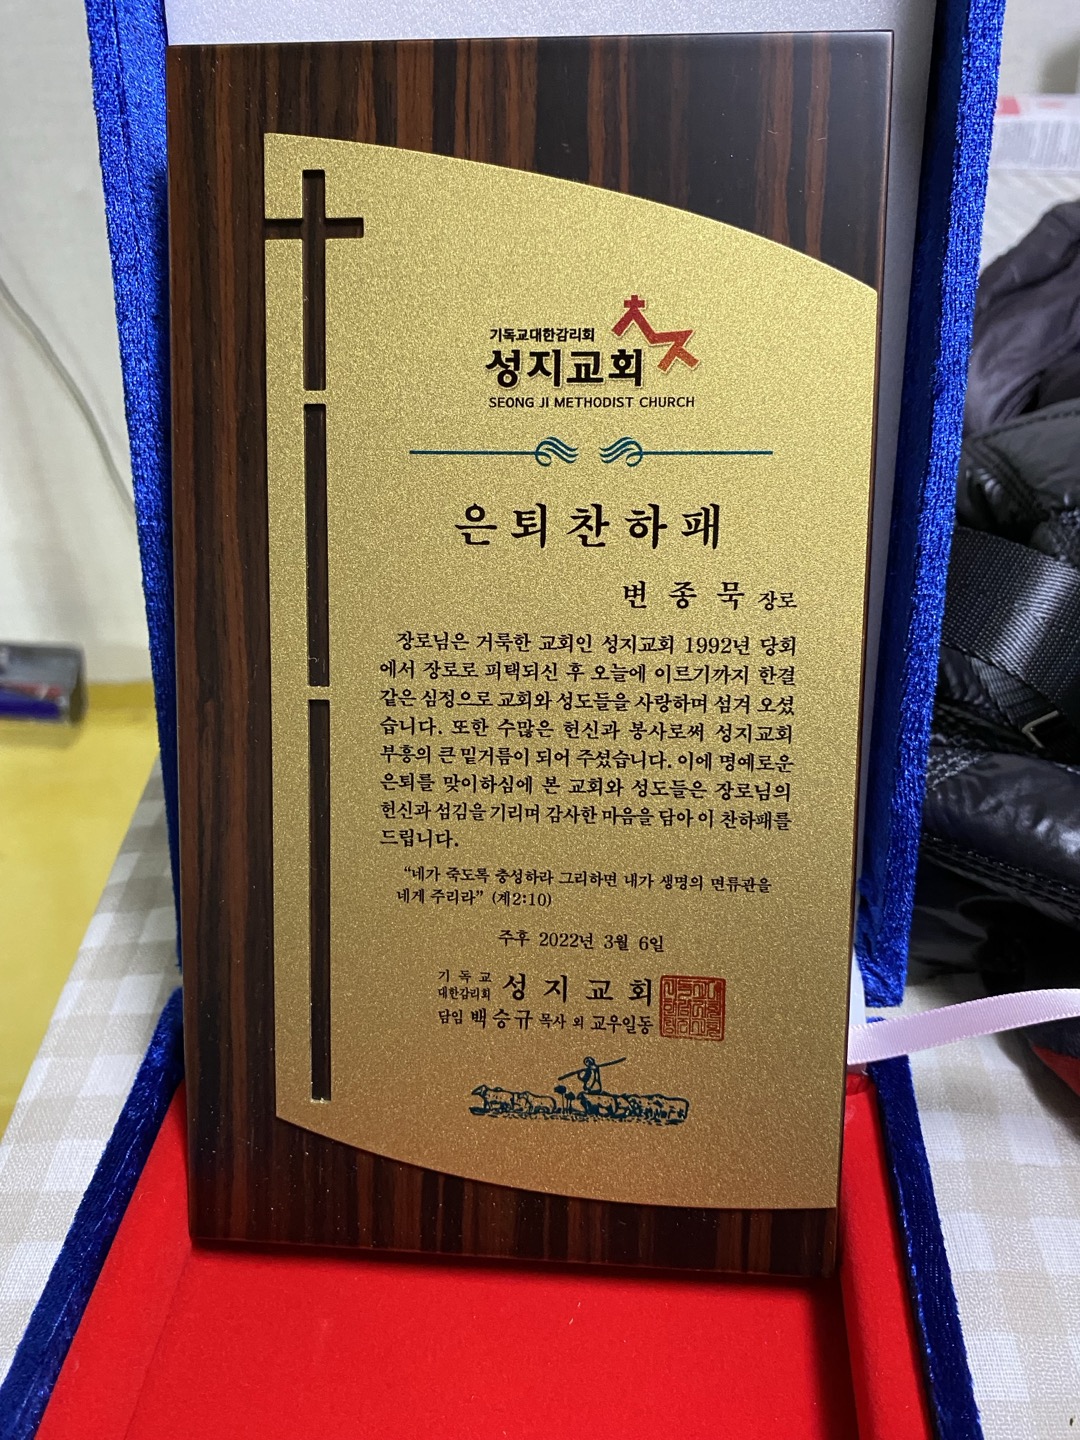 기독교대한감리회
성지교회
SEONG JI METHODIST CHURCH
은퇴찬하패
변 종 묵 장로
장로님은 거룩한 교회인 성지교회 1992년 당회
에서 장로로 피택되신 후 오늘에 이르기까지 한결
같은 심정으로 교회와 성도들을 사랑하며 섬겨 오셨
습니다. 또한 수많은 헌신과 봉사로써 성지교회
부흥의 큰 밑거름이 되어 주셨습니다. 이에 명예로운
은퇴를 맞이하심에 본 교회와 성도들은 장로님의
헌신과 섬김을 기리며 감사한 마음을 담아 이 찬하패를
드립니다.
“네가 죽도록 충성하라 그리하면 내가 생명의 면류관을
네게 주리라” (계2:10)
주후 2022년 3월 6일
기 독 교
대한감리회 성 지 교 회
담임 백승규 목사 외 교우일동